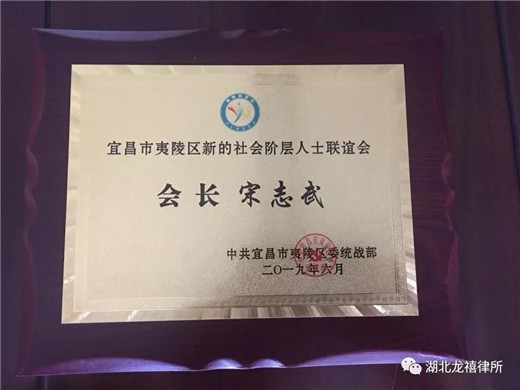 宜昌市夷陵区新的社会阶层人士联谊会
会长 宋志武
中共宜昌市夷陵区委统战部
二〇一九年六月
湖北龙禧律所